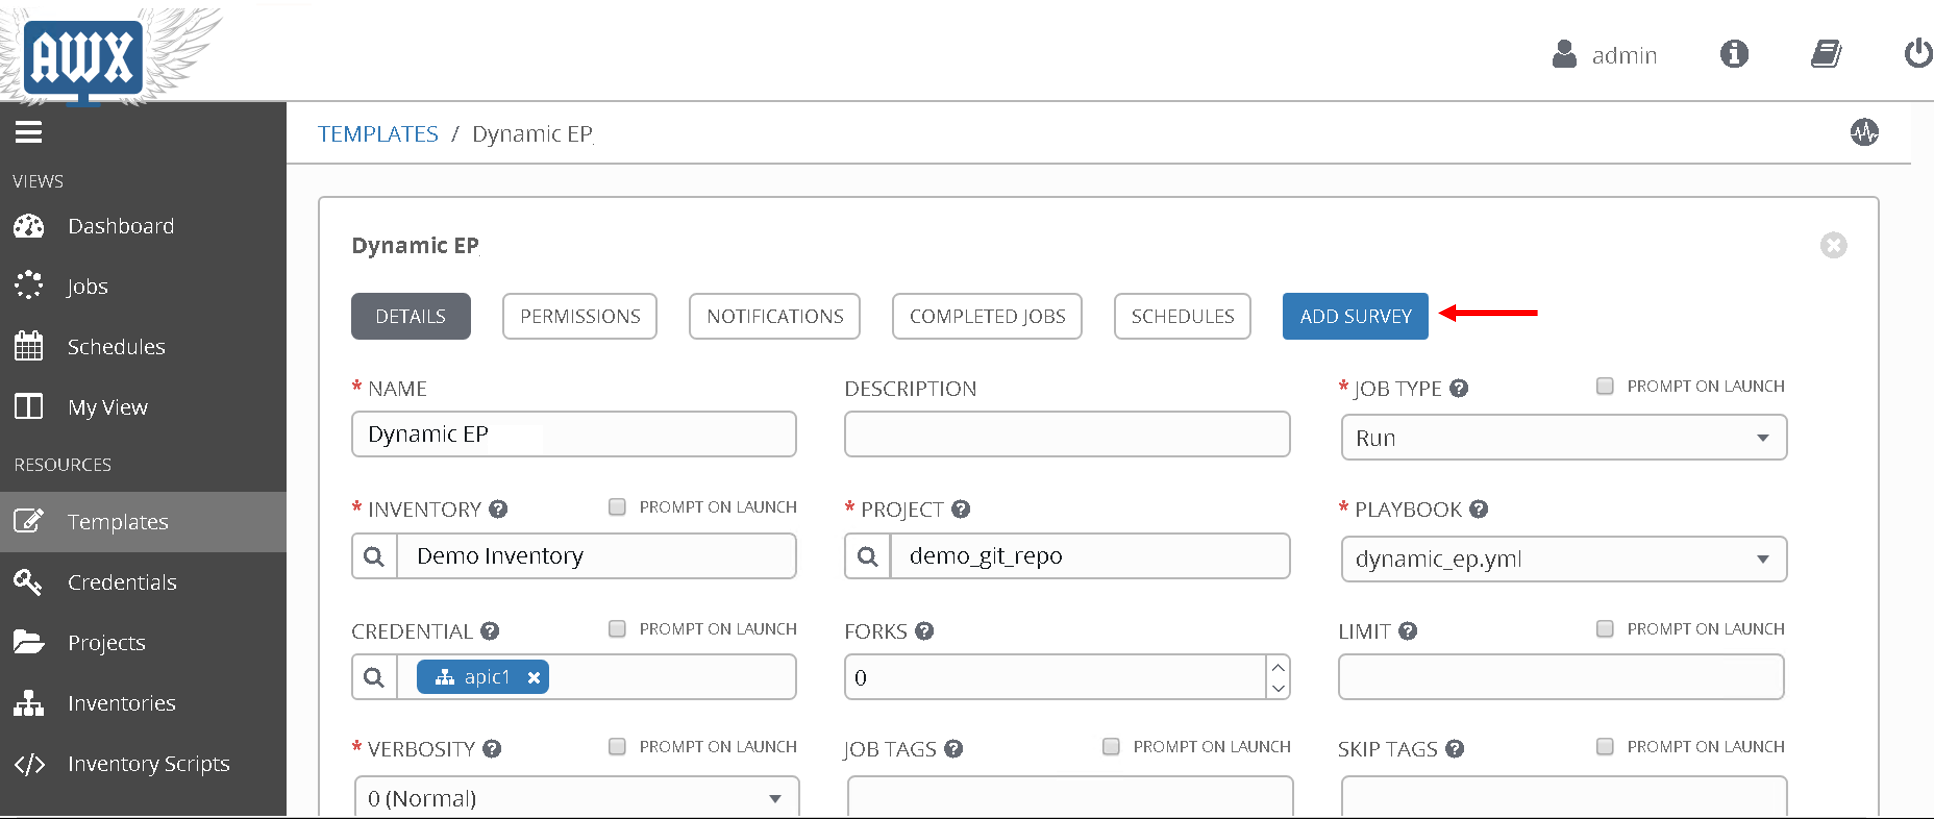 AWX
admin
TEMPLATES / Dynamic EP
VIEWS
Dashboard
Jobs
Schedules
My View
RESOURCES
Templates
Credentials
Projects
Inventories
Inventory Scripts
Dynamic EP
DETAILS PERMISSIONS NOTIFICATIONS COMPLETED JOBS SCHEDULES ADD SURVEY
* NAME DESCRIPTION * JOB TYPE PROMPT ON LAUNCH
Dynamic EP Run
* INVENTORY PROMPT ON LAUNCH * PROJECT * PLAYBOOK
Demo Inventory demo_git_repo dynamic_ep.yml
CREDENTIAL PROMPT ON LAUNCH FORKS LIMIT PROMPT ON LAUNCH
apic1 0
* VERBOSITY PROMPT ON LAUNCH JOB TAGS PROMPT ON LAUNCH SKIP TAGS PROMPT ON LAUNCH
0 (Normal)